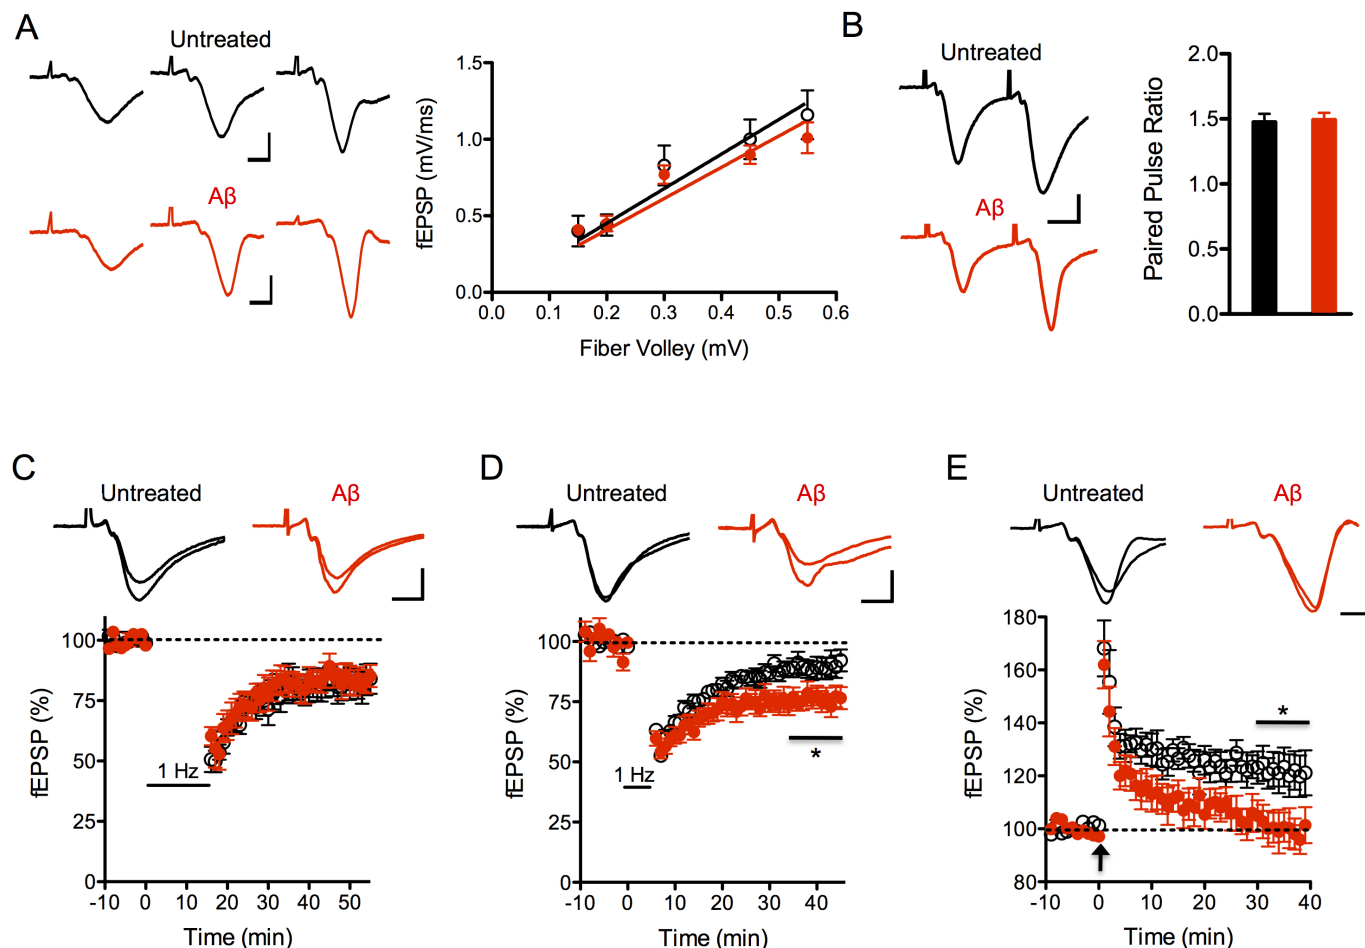 A
Untreated
Aβ
fEPSP (mV/ms)
1.5
1.0
0.5
0.0
0.0 0.1 0.2 0.3 0.4 0.5 0.6
Fiber Volley (mV)
B
Untreated
Aβ
Paired Pulse Ratio
2.0
1.5
1.0
0.5
0.0
C
Untreated Aβ
fEPSP (%)
100
75
50
25
0
1 Hz
-10 0 10 20 30 40 50
Time (min)
D
Untreated Aβ
fEPSP (%)
100
75
50
25
0
1 Hz
*
-10 0 10 20 30 40
Time (min)
E
Untreated Aβ
fEPSP (%)
180
160
140
120
100
80
*
-10 0 10 20 30 40
Time (min)